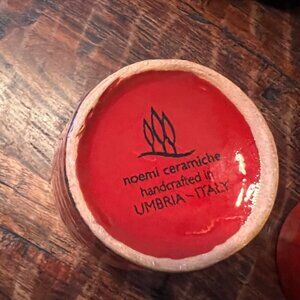 noemi ceramiche
handcrafted in
UMBRIA~ITALY